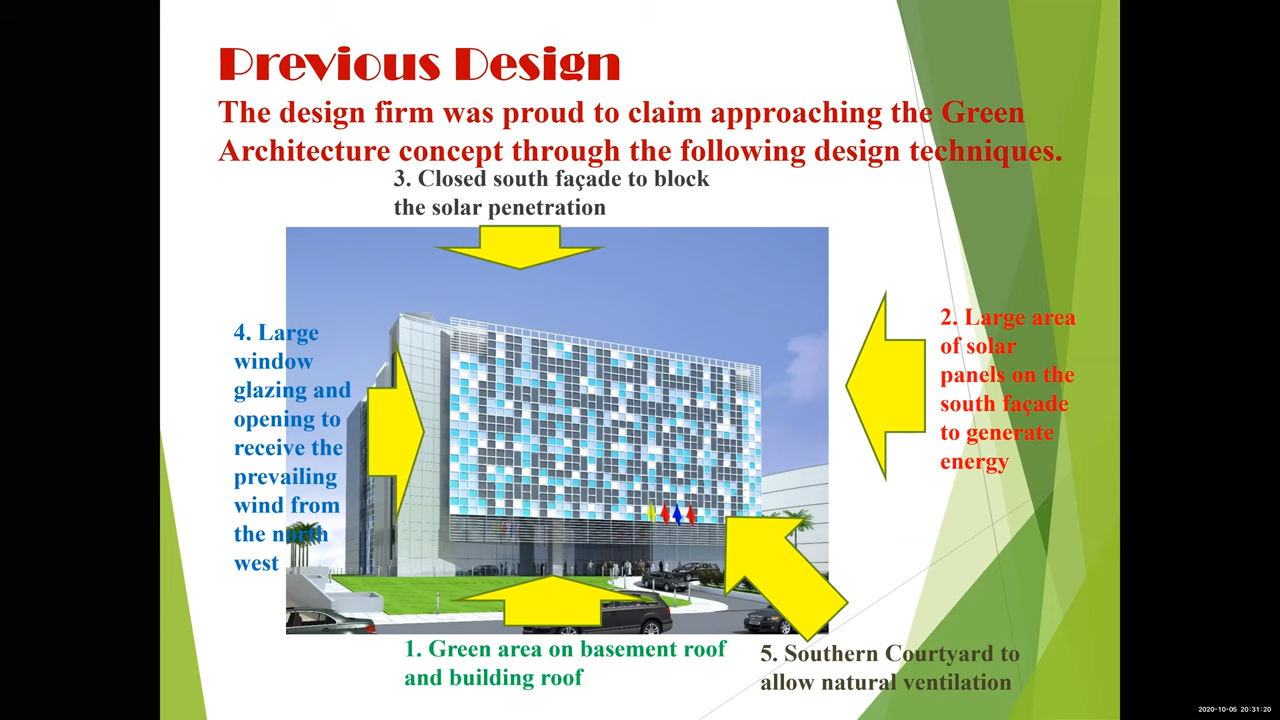 Previous Design
The design firm was proud to claim approaching the Green
Architecture concept through the following design techniques.
3. Closed south façade to block
the solar penetration
4. Large
window
glazing and
opening to
receive the
prevailing
wind from
the north
west
2. Large area
of solar
panels on the
south façade
to generate
energy
1. Green area on basement roof
and building roof
5. Southern Courtyard to
allow natural ventilation
2020-10-05 20:31:20